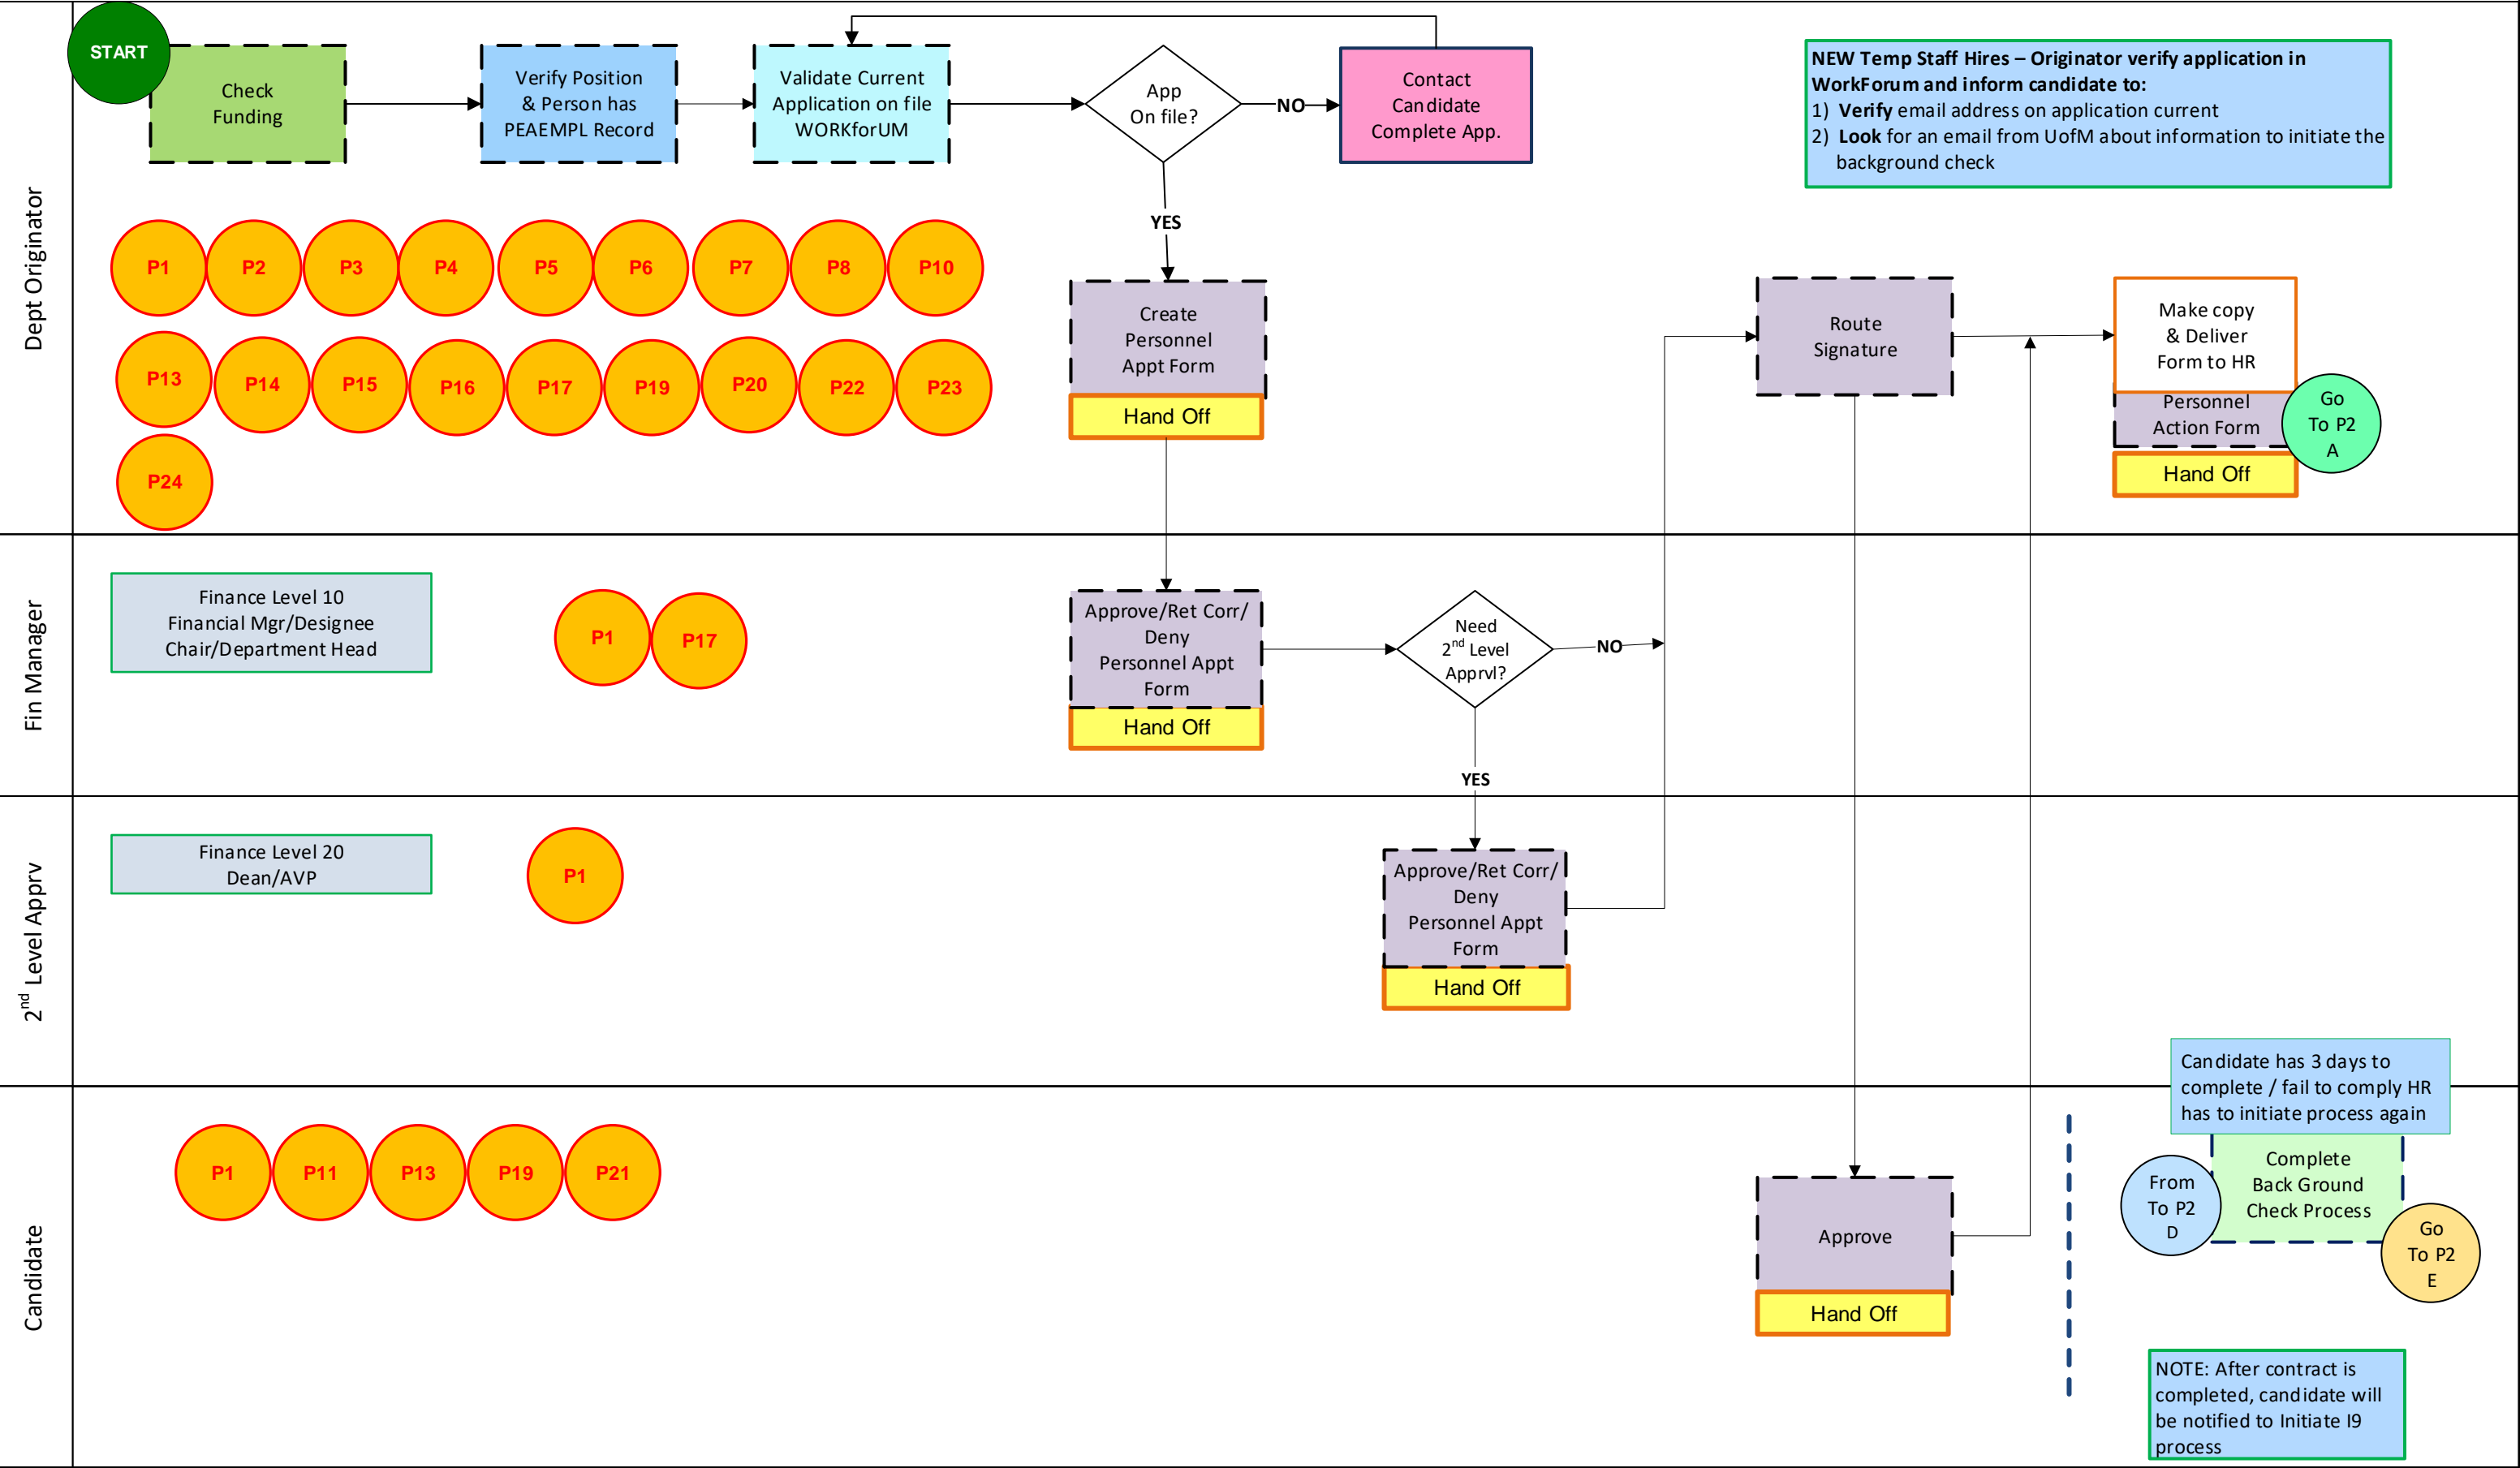 Dept Originator
START
Check
Funding
Verify Position
& Person has
PEAEMPL Record
Validate Current
Application on file
WORKforUM
App
On file?
NO
Contact
Candidate
Complete App.
NEW Temp Staff Hires – Originator verify application in
WorkForum and inform candidate to:
1) Verify email address on application current
2) Look for an email from UofM about information to initiate the
background check
YES
P1
P2
P3
P4
P5
P6
P7
P8
P10
P13
P14
P15
P16
P17
P19
P20
P22
P23
P24
Create
Personnel
Appt Form
Hand Off
Route
Signature
Make copy
& Deliver
Form to HR
Personnel
Action Form
Hand Off
Go
To P2
A
Fin Manager
Finance Level 10
Financial Mgr/Designee
Chair/Department Head
P1
P17
Approve/Ret Corr/
Deny
Personnel Appt
Form
Hand Off
Need
2nd Level
Apprvl?
NO
YES
2nd Level Apprv
Finance Level 20
Dean/AVP
P1
Approve/Ret Corr/
Deny
Personnel Appt
Form
Hand Off
Candidate
P1
P11
P13
P19
P21
Approve
Hand Off
Candidate has 3 days to
complete / fail to comply HR
has to initiate process again
Complete
Back Ground
Check Process
From
To P2
D
Go
To P2
E
NOTE: After contract is
completed, candidate will
be notified to Initiate I9
process